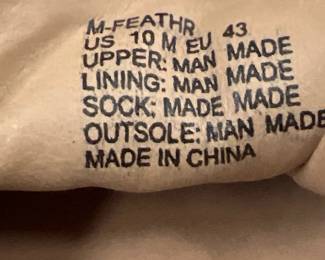 M-FEATHR
US 10 M EU 43
UPPER: MAN MADE
LINING: MAN MADE
SOCK: MADE MADE
OUTSOLE: MAN MADE
MADE IN CHINA